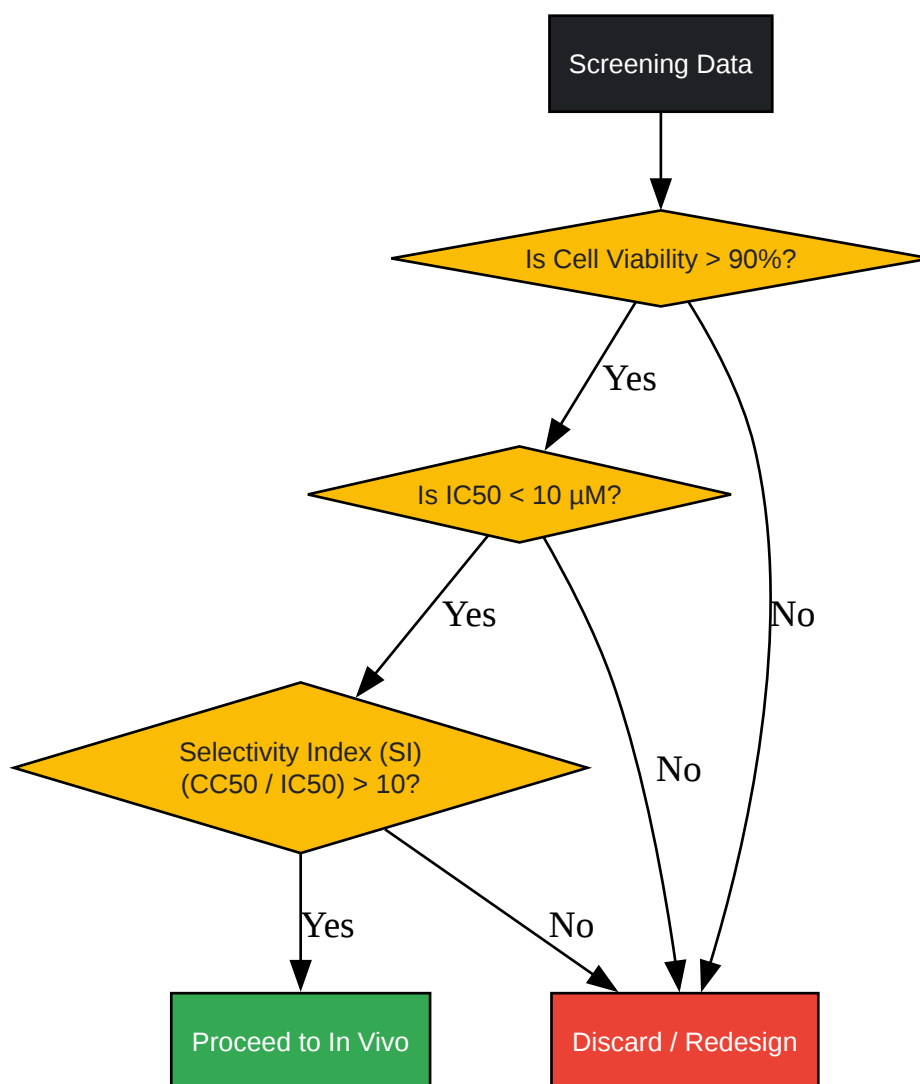 Screening Data
Is Cell Viability > 90%?
Yes
Is IC50 < 10 µM?
Yes
No
Selectivity Index (SI)
(CC50 / IC50) > 10?
No
Yes
No
Proceed to In Vivo
Discard / Redesign